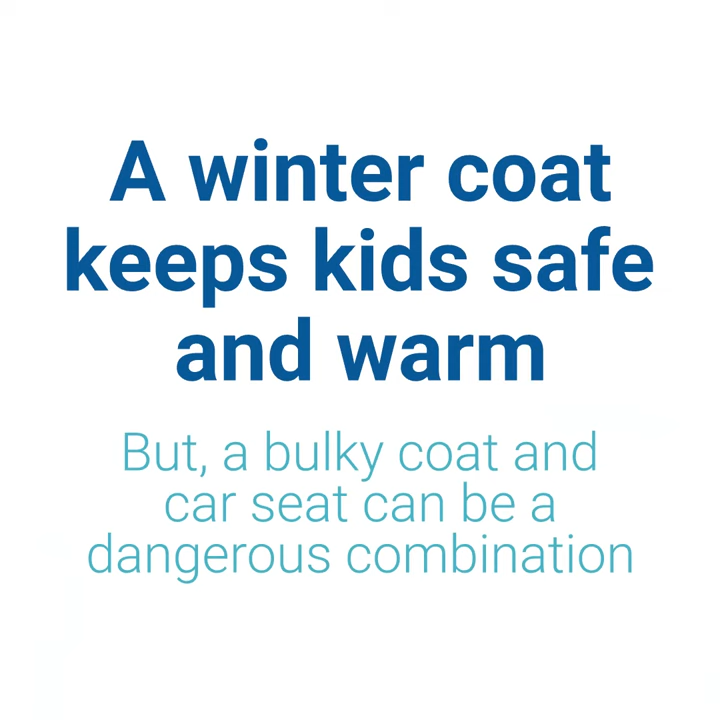 A winter coat
keeps kids safe
and warm
But, a bulky coat and
car seat can be a
dangerous combination